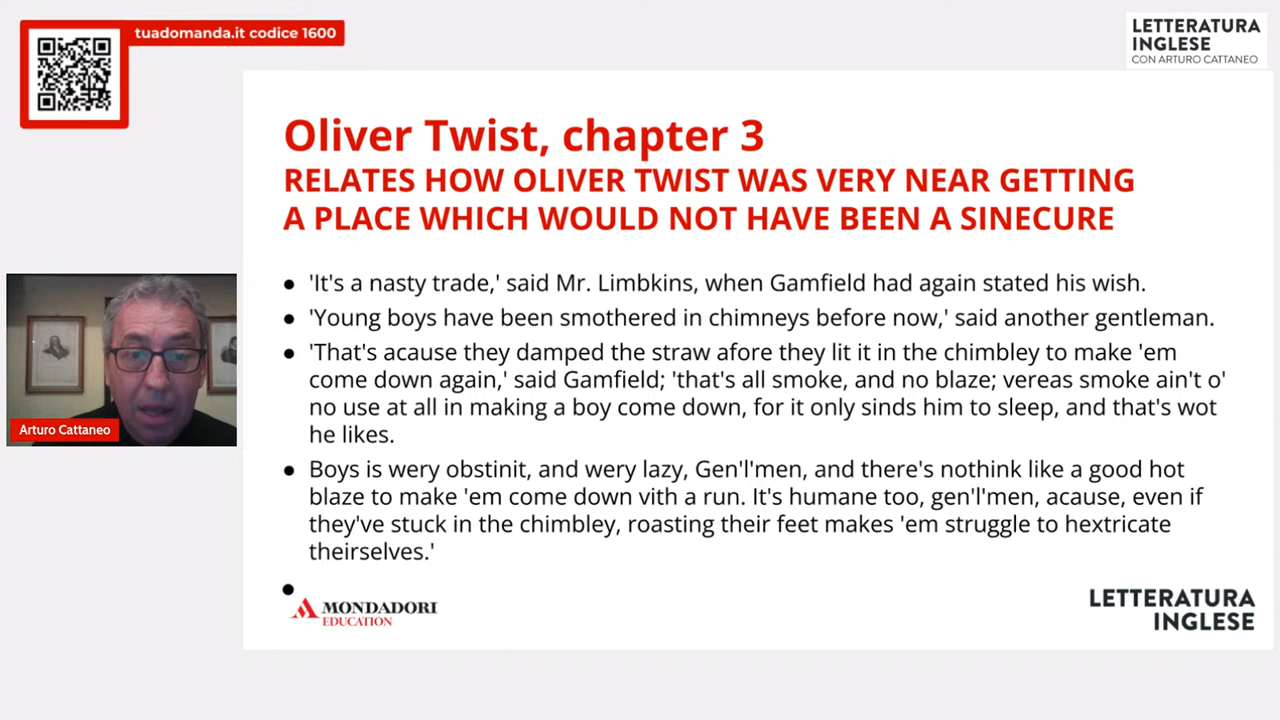 tuadomanda.it codice 1600
LETTERATURA
INGLESE
CON ARTURO CATTANEO
Oliver Twist, chapter 3
RELATES HOW OLIVER TWIST WAS VERY NEAR GETTING
A PLACE WHICH WOULD NOT HAVE BEEN A SINECURE
● 'It's a nasty trade,' said Mr. Limbkins, when Gamfield had again stated his wish.
● 'Young boys have been smothered in chimneys before now,' said another gentleman.
● 'That's acause they damped the straw afore they lit it in the chimbley to make 'em
come down again,' said Gamfield; 'that's all smoke, and no blaze; vereas smoke ain't o'
no use at all in making a boy come down, for it only sinds him to sleep, and that's wot
he likes.
● Boys is wery obstinit, and wery lazy, Gen'l'men, and there's nothink like a good hot
blaze to make 'em come down vith a run. It's humane too, gen'l'men, acause, even if
they've stuck in the chimbley, roasting their feet makes 'em struggle to hextricate
theirselves.'
●
Arturo Cattaneo
MONDADORI
EDUCATION
LETTERATURA
INGLESE